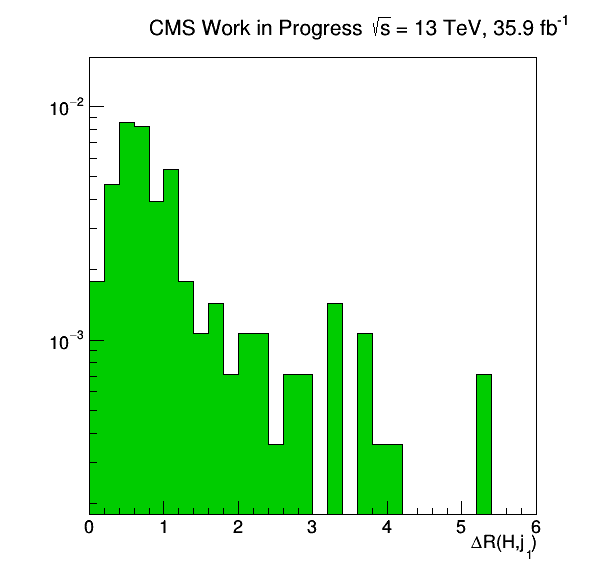 CMS Work in Progress √s = 13 TeV, 35.9 fb⁻¹
10⁻²
10⁻³
0 1 2 3 4 5 6
ΔR(H,j₁)